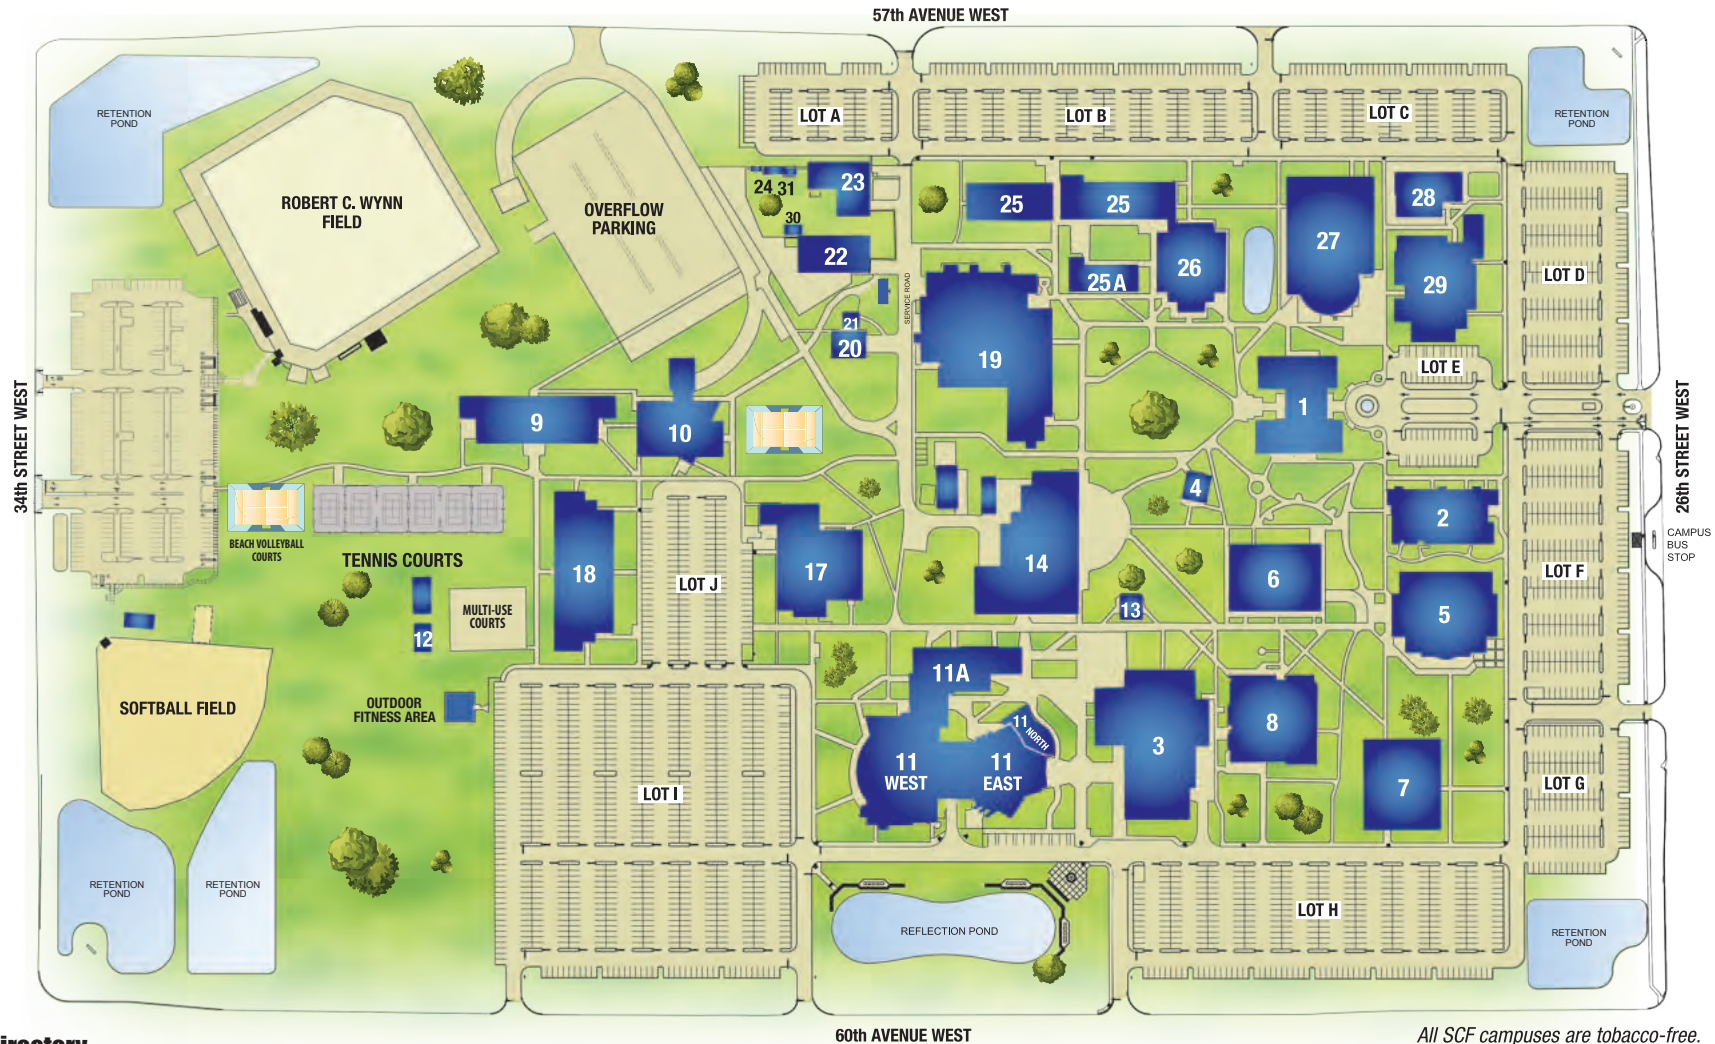 57th AVENUE WEST
RETENTION
POND
LOT A
LOT B
LOT C
RETENTION
POND
ROBERT C. WYNN
FIELD
OVERFLOW
PARKING
24 31
23
30
22
25
25
25 A
26
27
28
29
LOT D
SERVICE ROAD
21
20
19
LOT E
1
34th STREET WEST
26th STREET WEST
9
10
4
2
CAMPUS
BUS
STOP
BEACH VOLLEYBALL
COURTS
TENNIS COURTS
18
LOT J
17
14
6
LOT F
MULTI-USE
COURTS
12
13
5
11A
SOFTBALL FIELD
OUTDOOR
FITNESS AREA
11
NORTH
11
WEST
11
EAST
3
8
7
LOT G
LOT I
RETENTION
POND
RETENTION
POND
REFLECTION POND
LOT H
RETENTION
POND
60th AVENUE WEST
All SCF campuses are tobacco-free.